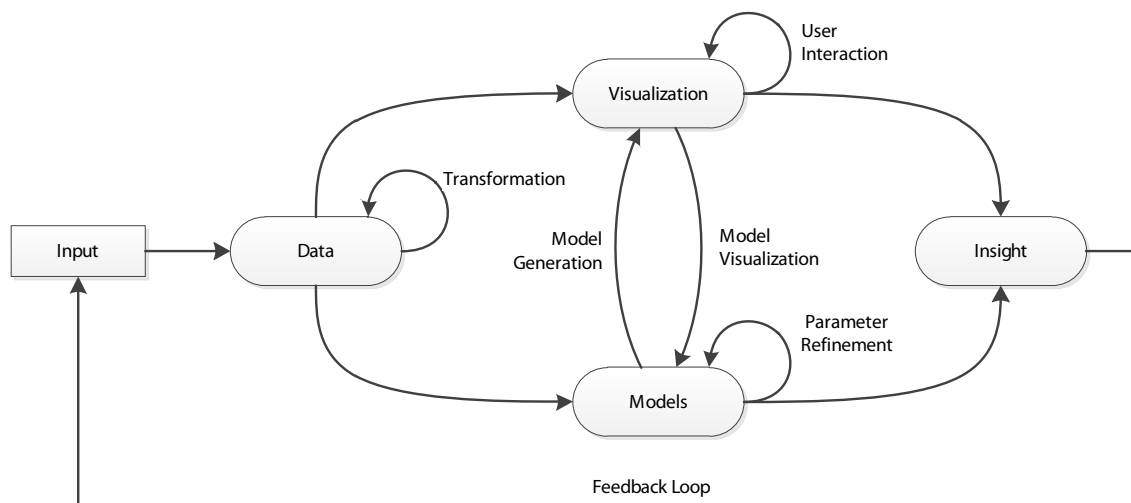 User
Interaction
Visualization
Transformation
Input
Data
Model
Generation
Model
Visualization
Insight
Parameter
Refinement
Models
Feedback Loop